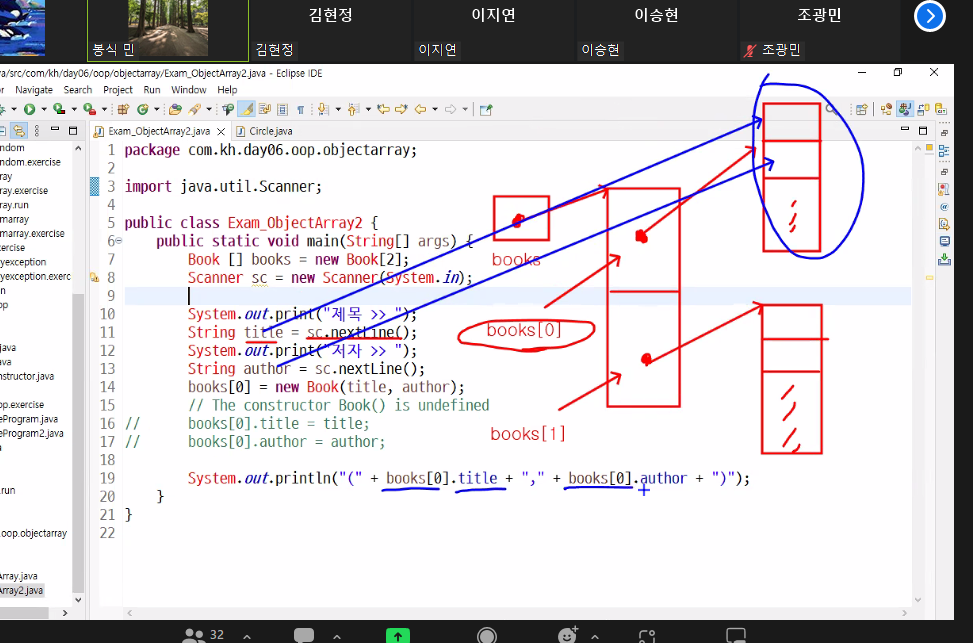 김현정
이지연
이승현
조광민
봉식 민
김현정
이지연
이승현
조광민
va/src/com/kh/day06/oop/objectarray/Exam_ObjectArray2.java - Eclipse IDE
or Navigate Search Project Run Window Help
Exam_ObjectArray2.java
Circle.java
ndom
ndom.exercise
rray
rray.exercise
rray.run
marray
marray.exercise
xercise
yexception
yexception.exerc
ion
pp
java
ava
nstructor.java
op.exercise
eProgram.java
eProgram2.java
a
.run
.oop.objectarray
Array.java
Array2.java
1 package com.kh.day06.oop.objectarray;
2
3 import java.util.Scanner;
4
5 public class Exam_ObjectArray2 {
6 public static void main(String[] args) {
7 Book [] books = new Book[2];
8 Scanner sc = new Scanner(System.in);
9
10 System.out.print("제목 >> ");
11 String title = sc.nextLine();
12 System.out.print("저자 >> ");
13 String author = sc.nextLine();
14 books[0] = new Book(title, author);
15 // The constructor Book() is undefined
16 // books[0].title = title;
17 // books[0].author = author;
18
19 System.out.println("(" + books[0].title + "," + books[0].author + ")");
20 }
21 }
22
books
books[0]
books[1]
32